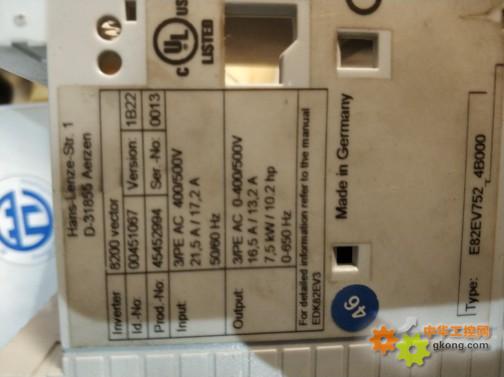 C UL US
LISTED
Hans-Lenze-Str. 1
D-31855 Aerzen
Inverter 8200 vector
Id.-No. 00451067 Version: 1B22
Prod.-No. 45452994 Ser.-No. 0013
Input: 3/PE AC 400/500V
21,5 A / 17,2 A
50/60 Hz
Output: 3/PE AC 0-400/500V
16,5 A / 13,2 A
7,5 kW / 10.2 hp
0-650 Hz
For detailed information refer to the manual
EDK82EV3
Made in Germany
46
Type: E82EV752_4B000
中华工控网
gkong.com